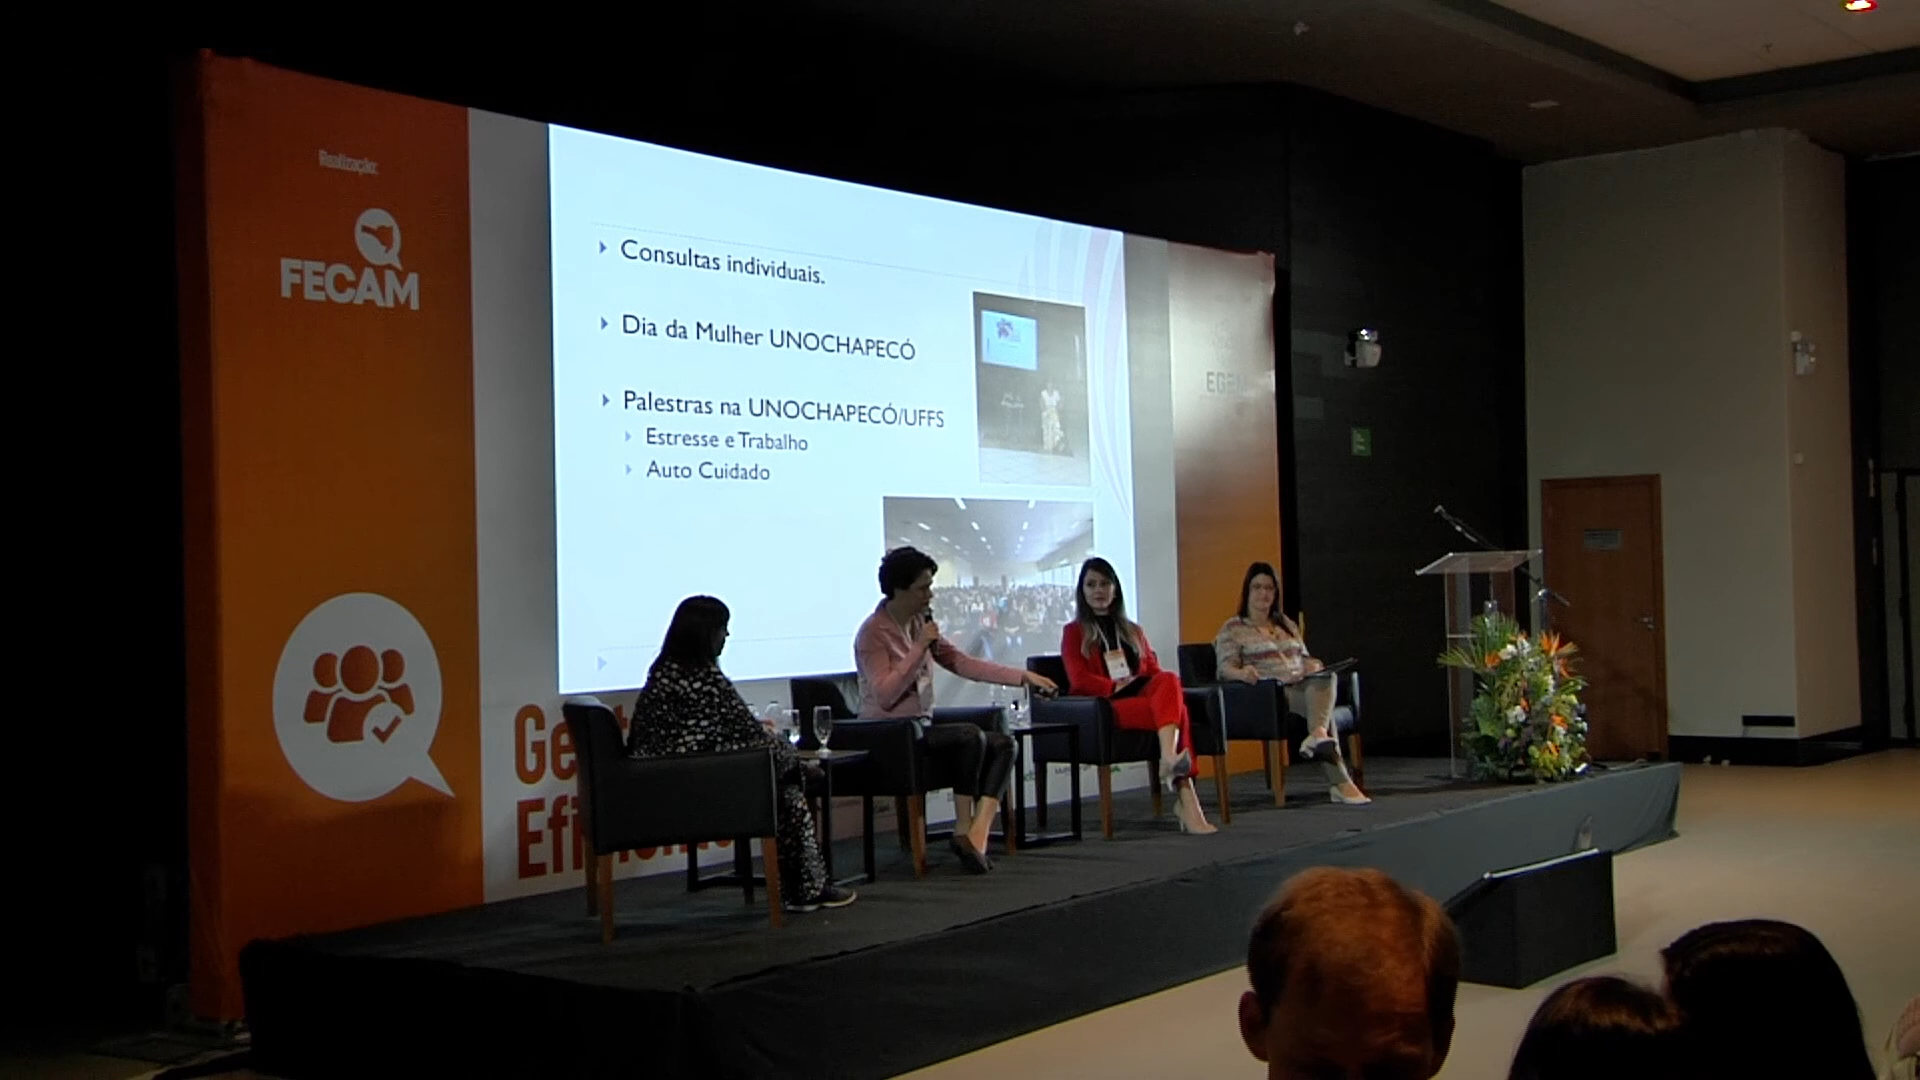 Realização:
FECAM
Consultas individuais.
Dia da Mulher UNOCHAPECÓ
Palestras na UNOCHAPECÓ/UFFS
Estresse e Trabalho
Auto Cuidado
EGEM